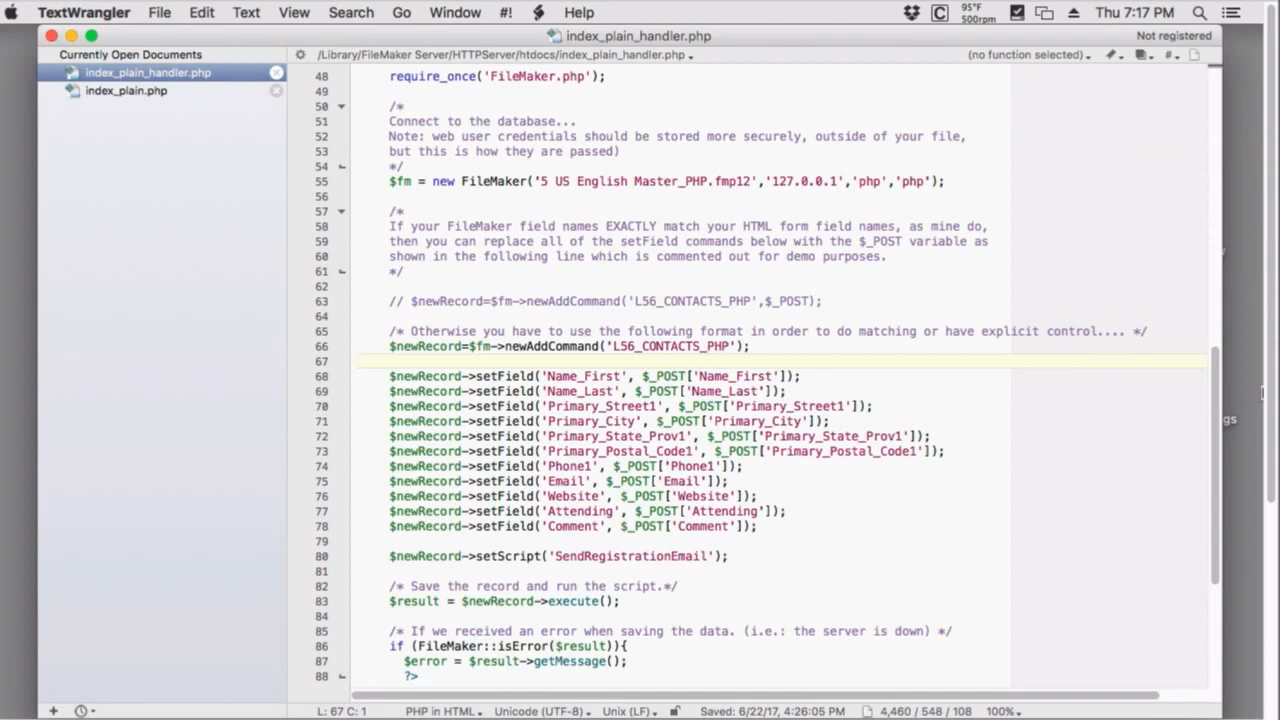 TextWrangler File Edit Text View Search Go Window #! Help 95°F 500rpm Thu 7:17 PM
index_plain_handler.php Not registered
Currently Open Documents
/Library/FileMaker Server/HTTPServer/htdocs/index_plain_handler.php (no function selected)
index_plain_handler.php
index_plain.php
48 require_once('FileMaker.php');
49
50 /*
51 Connect to the database...
52 Note: web user credentials should be stored more securely, outside of your file,
53 but this is how they are passed)
54 */
55 $fm = new FileMaker('5 US English Master_PHP.fmp12','127.0.0.1','php','php');
56
57 /*
58 If your FileMaker field names EXACTLY match your HTML form field names, as mine do,
59 then you can replace all of the setField commands below with the $_POST variable as
60 shown in the following line which is commented out for demo purposes.
61 */
62
63 // $newRecord=$fm->newAddCommand('L56_CONTACTS_PHP',$_POST);
64
65 /* Otherwise you have to use the following format in order to do matching or have explicit control.... */
66 $newRecord=$fm->newAddCommand('L56_CONTACTS_PHP');
67
68 $newRecord->setField('Name_First', $_POST['Name_First']);
69 $newRecord->setField('Name_Last', $_POST['Name_Last']);
70 $newRecord->setField('Primary_Street1', $_POST['Primary_Street1']);
71 $newRecord->setField('Primary_City', $_POST['Primary_City']);
72 $newRecord->setField('Primary_State_Prov1', $_POST['Primary_State_Prov1']);
73 $newRecord->setField('Primary_Postal_Code1', $_POST['Primary_Postal_Code1']);
74 $newRecord->setField('Phone1', $_POST['Phone1']);
75 $newRecord->setField('Email', $_POST['Email']);
76 $newRecord->setField('Website', $_POST['Website']);
77 $newRecord->setField('Attending', $_POST['Attending']);
78 $newRecord->setField('Comment', $_POST['Comment']);
79
80 $newRecord->setScript('SendRegistrationEmail');
81
82 /* Save the record and run the script.*/
83 $result = $newRecord->execute();
84
85 /* If we received an error when saving the data. (i.e.: the server is down) */
86 if (FileMaker::isError($result)){
87 $error = $result->getMessage();
88 ?>
gs
L: 67 C: 1 PHP in HTML Unicode (UTF-8) Unix (LF) Saved: 6/22/17, 4:26:05 PM 4,460 / 548 / 108 100%